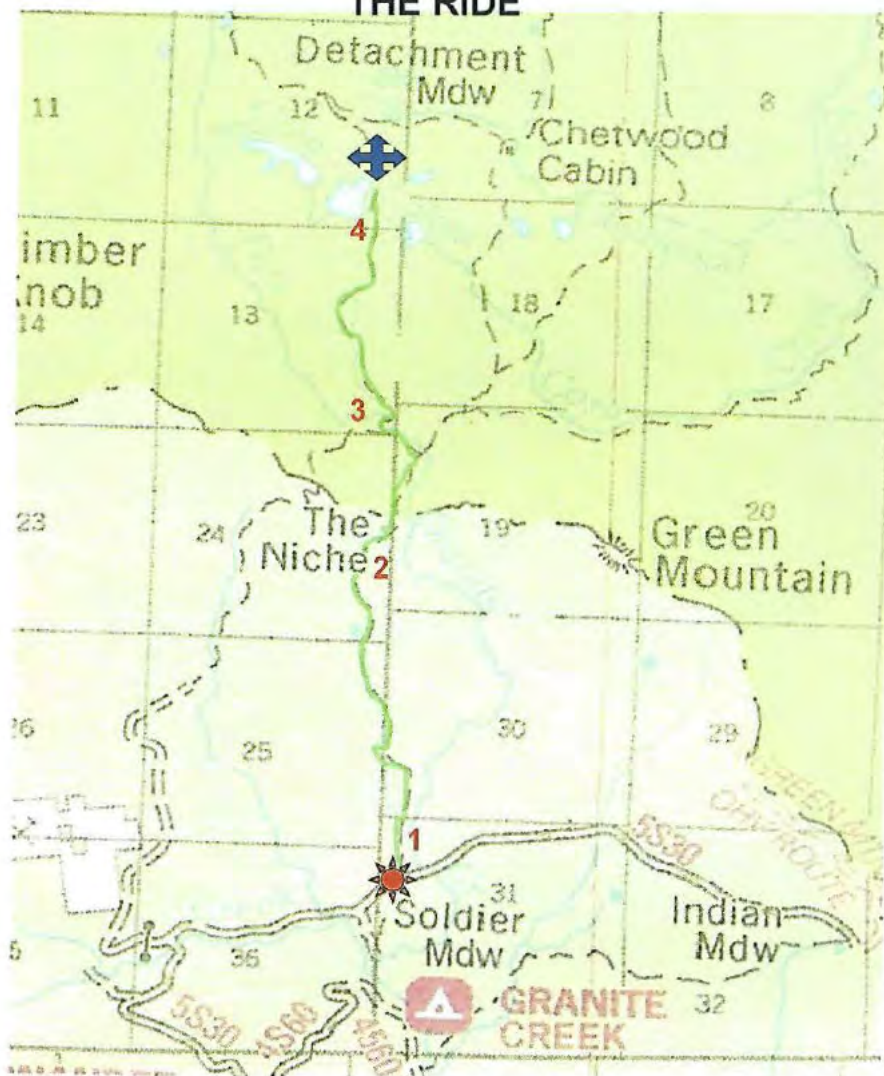 THE RIDE
Detachment
Mdw
11
12
7
8
Chetwood
Cabin
4
imber
Knob
14
13
18
17
3
23
24
The
Niche
2
19
20
Green
Mountain
26
25
30
29
1
5S30
31
Soldier
Mdw
Indian
Mdw
36
32
5S30
4S60
4S60
GRANITE
CREEK